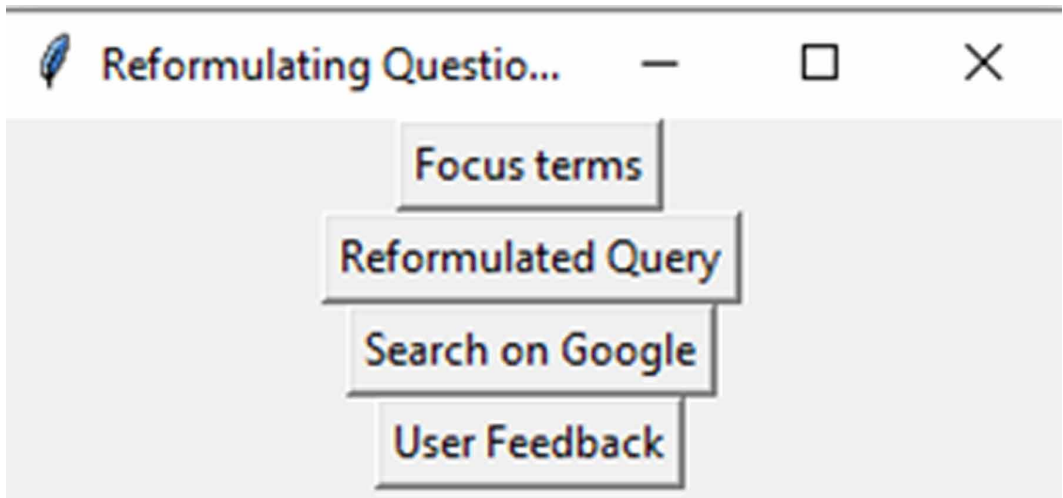 Reformulating Questio...
Focus terms
Reformulated Query
Search on Google
User Feedback